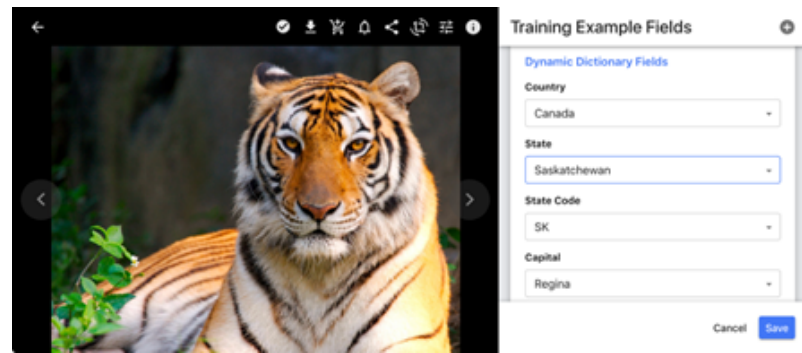 Training Example Fields
Dynamic Dictionary Fields
Country
Canada
State
Saskatchewan
State Code
SK
Capital
Regina
Cancel Save